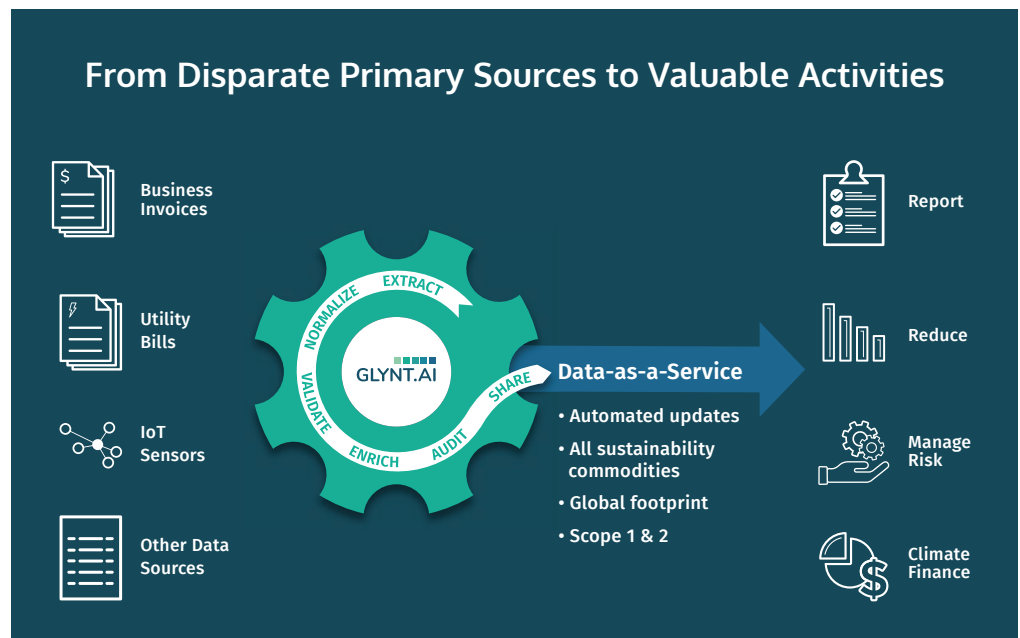 From Disparate Primary Sources to Valuable Activities
$
Business
Invoices
Utility
Bills
IoT
Sensors
Other Data
Sources
EXTRACT
NORMALIZE
VALIDATE
ENRICH
AUDIT
SHARE
GLYNT.AI
Data-as-a-Service
• Automated updates
• All sustainability
commodities
• Global footprint
• Scope 1 & 2
Report
Reduce
Manage
Risk
Climate
Finance
$